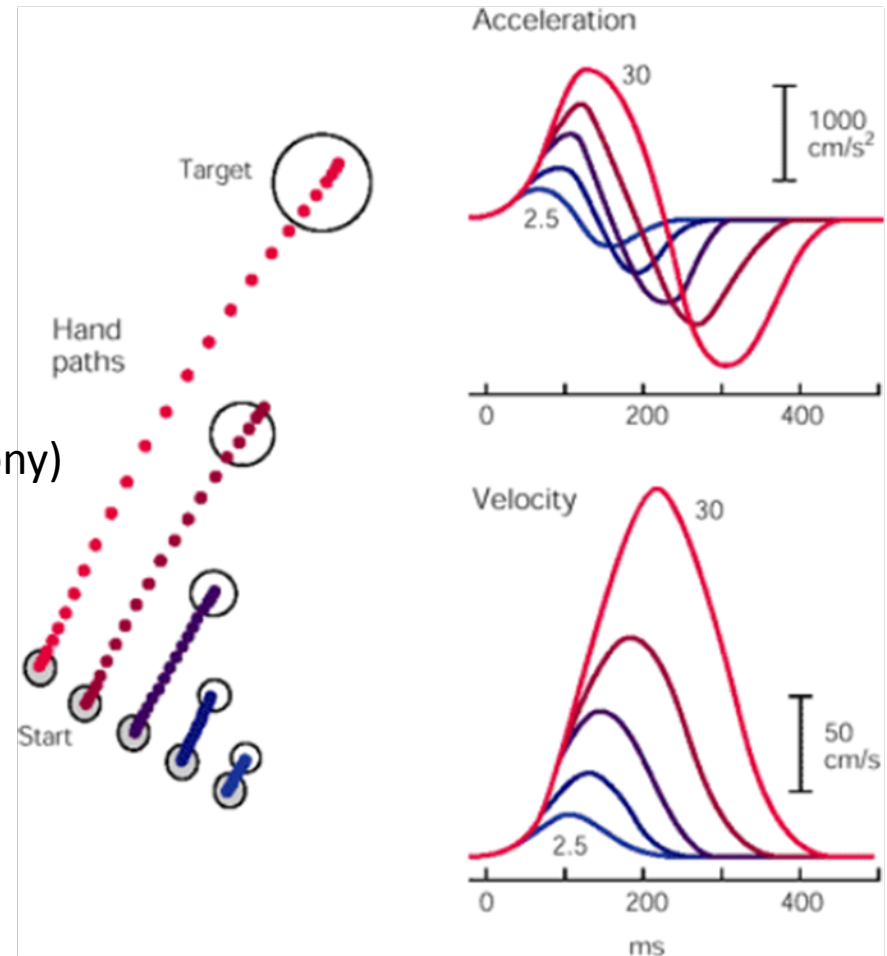 Acceleration
30
1000
cm/s²
2.5
0
200
400
Target
Hand
paths
ny)
Start
Velocity
30
50
cm/s
2.5
0
200
400
ms